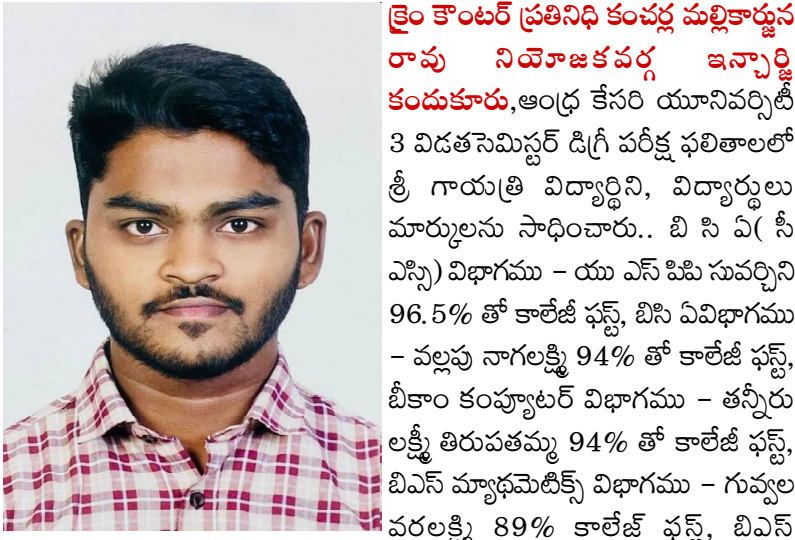 క్రైం కౌంటర్ ప్రతినిధి కంచర్ల మల్లికార్జున
రావు నియోజకవర్గ ఇన్చార్జి
కందుకూరు,ఆంధ్ర కేసరి యూనివర్సిటీ
3 విడతసెమిస్టర్ డిగ్రీ పరీక్ష ఫలితాలలో
శ్రీ గాయత్రి విద్యార్థిని, విద్యార్థులు
మార్కులను సాధించారు.. బి సి ఏ( సీ
ఎస్సి) విభాగము – యు ఎస్ పిపి సువర్చిని
96.5% తో కాలేజీ ఫస్ట్, బిసి ఏవిభాగము
– వల్లపు నాగలక్ష్మి 94% తో కాలేజీ ఫస్ట్,
బీకాం కంప్యూటర్ విభాగము – తన్నీరు
లక్ష్మీ తిరుపతమ్మ 94% తో కాలేజీ ఫస్ట్,
బిఎస్ మ్యాథమెటిక్స్ విభాగము – గువ్వల
వరలక్ష్మి 89% కాలేజ్ ఫస్ట్, బిఎస్